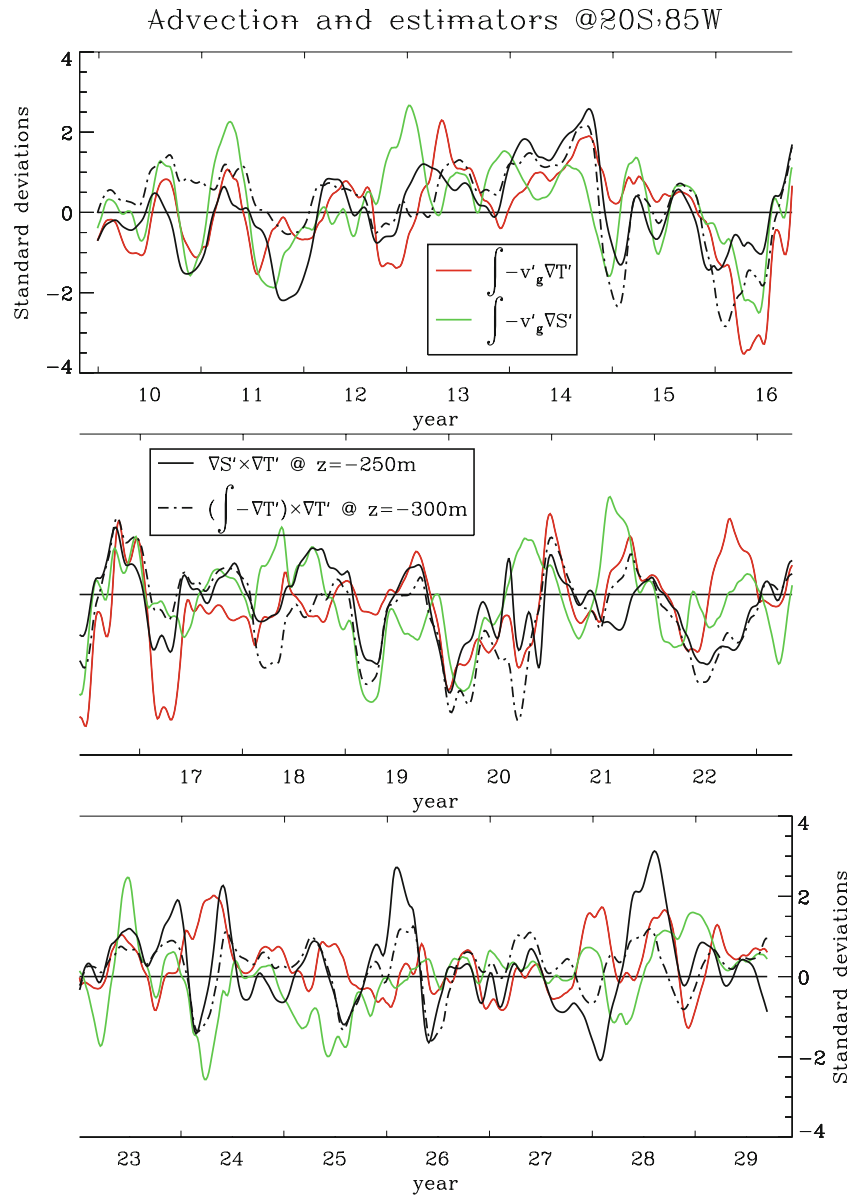 Advection and estimators @20S,85W
Standard deviations
4
2
0
-2
-4
∫ -v'g∇T'
∫ -v'g∇S'
10 11 12 13 14 15 16
year
∇S'×∇T' @ z=-250m
(∫ -∇T')×∇T' @ z=-300m
17 18 19 20 21 22
year
4
2
0
-2
-4
Standard deviations
23 24 25 26 27 28 29
year